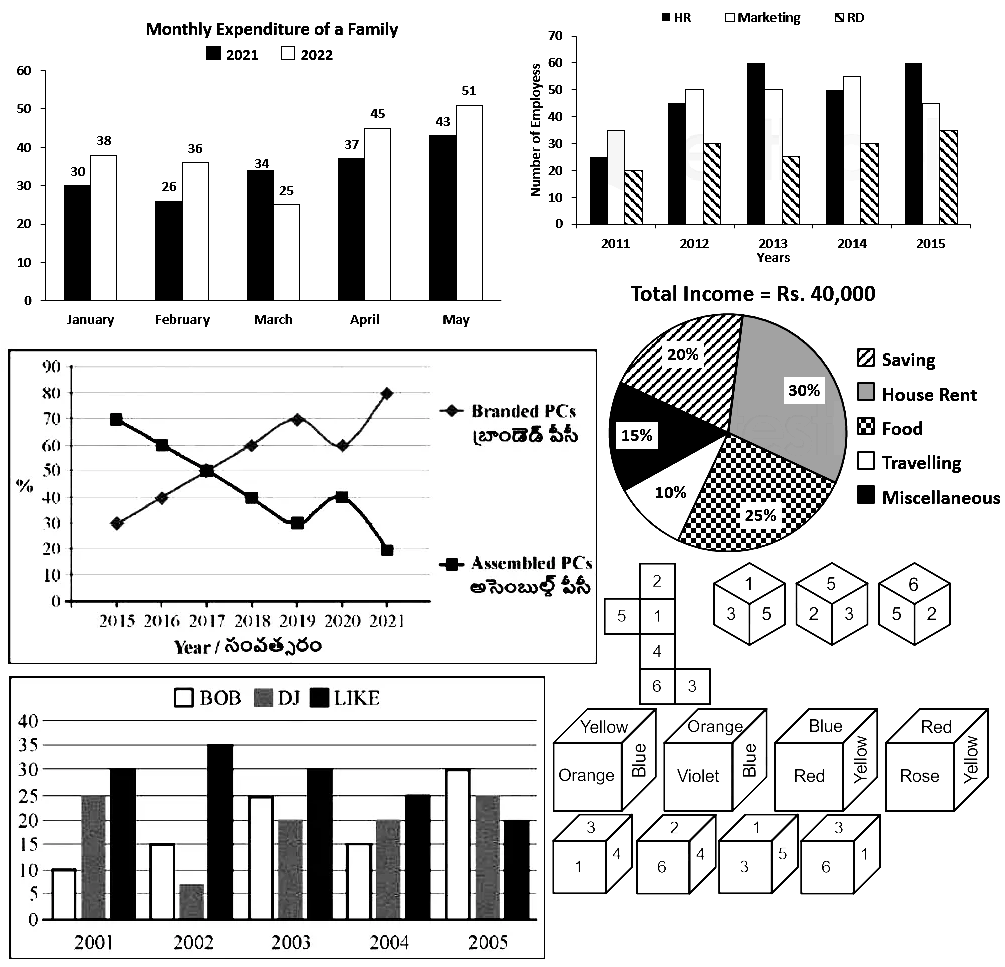 Monthly Expenditure of a Family
2021 2022
60
50
40
30
20
10
0
30 38
26 36
34 25
37 45
43 51
January February March April May
HR Marketing RD
Number of Employess
70
60
50
40
30
20
10
0
2011 2012 2013 2014 2015
Years
Total Income = Rs. 40,000
20%
30%
15%
10%
25%
Saving
House Rent
Food
Travelling
Miscellaneous
90
80
70
60
50
40
30
20
10
0
%
Branded PCs
బ్రాండెడ్ పీసీ
Assembled PCs
అసెంబుల్డ్ పీసీ
2015 2016 2017 2018 2019 2020 2021
Year / సంవత్సరం
2
5 1
4
6 3
1 3 5
5 2 3
6 5 2
BOB DJ LIKE
40
35
30
25
20
15
10
5
0
2001 2002 2003 2004 2005
Yellow Orange Blue
Orange Violet Blue
Blue Red Yellow
Red Rose Yellow
3 1 4
2 6 4
1 3 5
3 6 1